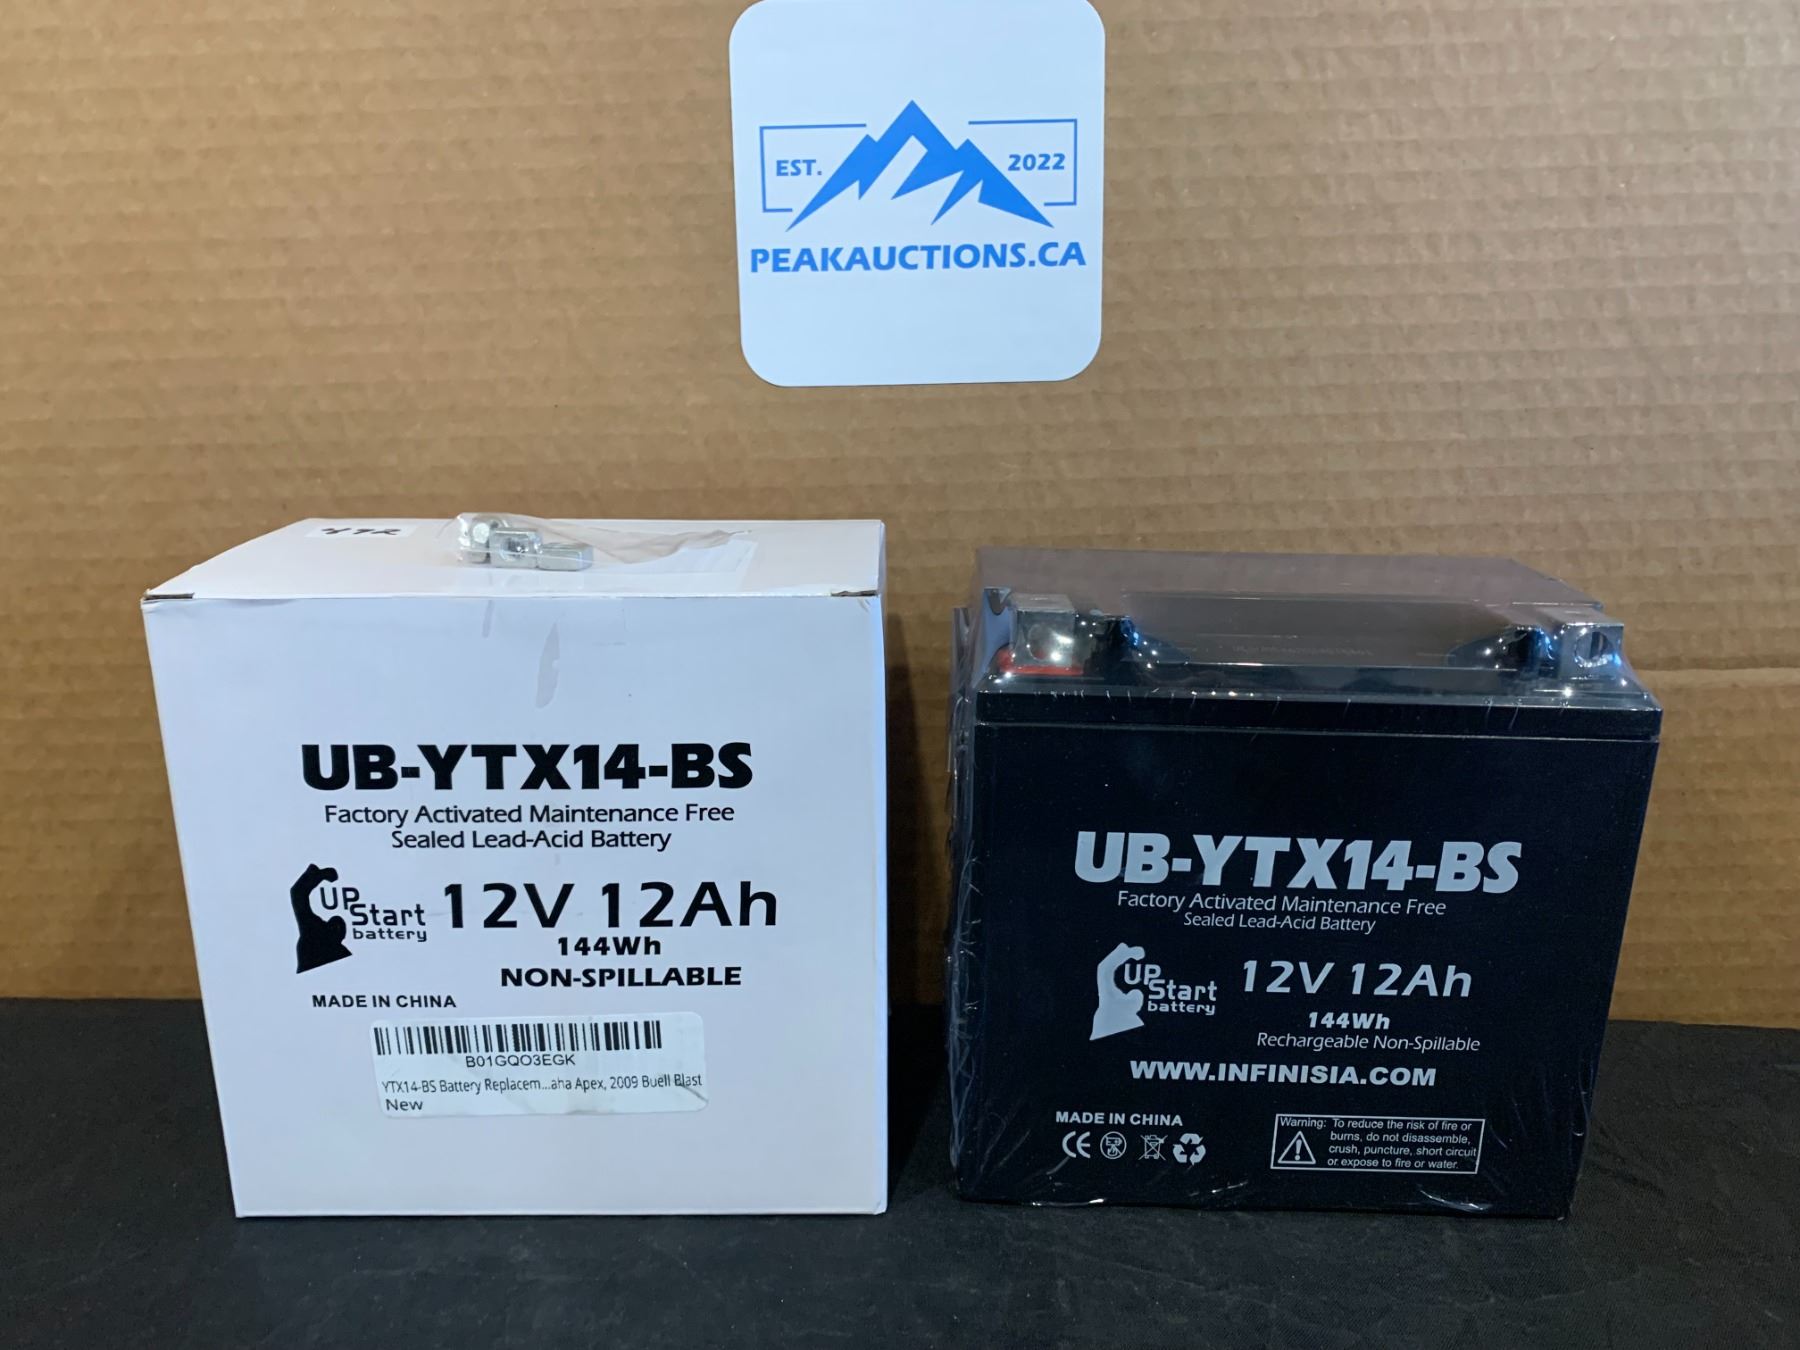 EST. 2022
PEAKAUCTIONS.CA
UB-YTX14-BS
Factory Activated Maintenance Free
Sealed Lead-Acid Battery
UPStart
battery
12V 12Ah
144Wh
NON-SPILLABLE
MADE IN CHINA
B01GQO3EGK
YTX14-BS Battery Replacem...aha Apex, 2009 Buell Blast
New
UB-YTX14-BS
Factory Activated Maintenance Free
Sealed Lead-Acid Battery
UPStart
battery
12V 12Ah
144Wh
Rechargeable Non-Spillable
WWW.INFINISIA.COM
MADE IN CHINA
CE
Warning: To reduce the risk of fire or
burns, do not disassemble,
crush, puncture, short circuit
or expose to fire or water.